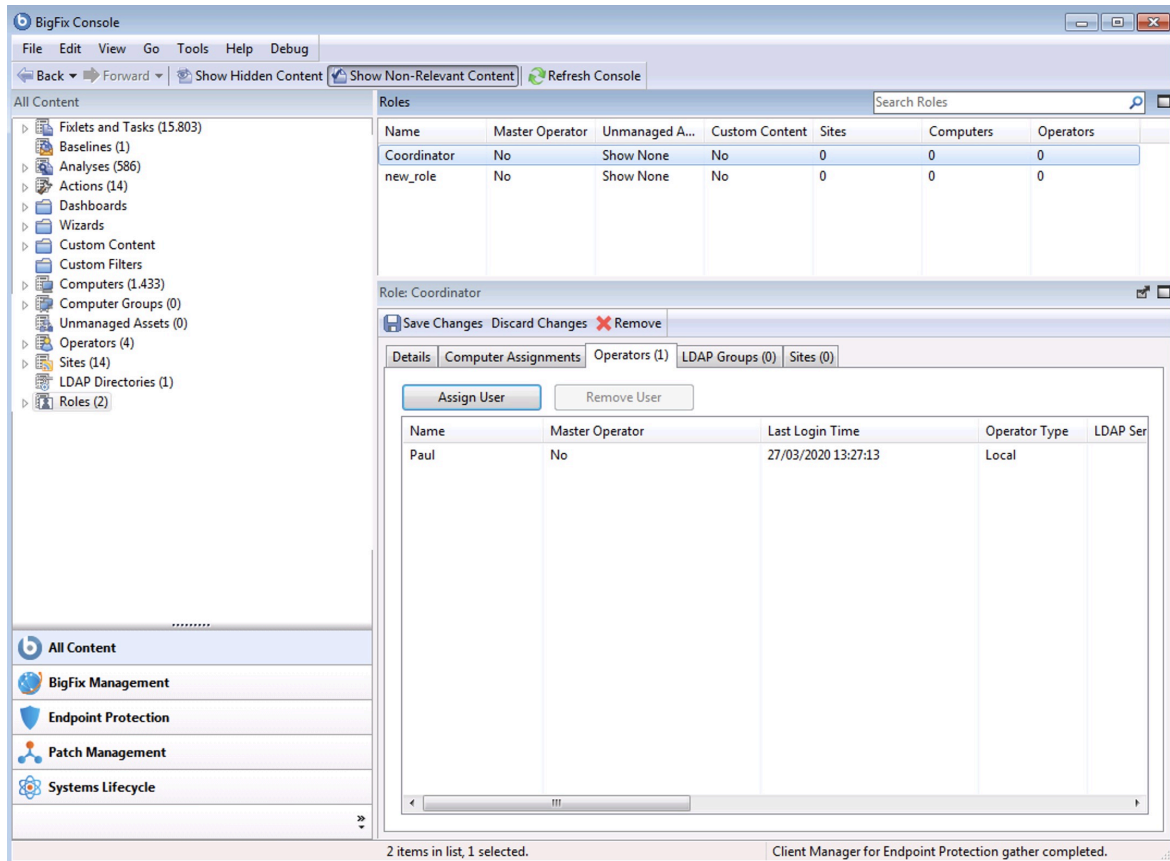 BigFix Console
File Edit View Go Tools Help Debug
Back Forward Show Hidden Content Show Non-Relevant Content Refresh Console
All Content
Fixlets and Tasks (15.803)
Baselines (1)
Analyses (586)
Actions (14)
Dashboards
Wizards
Custom Content
Custom Filters
Computers (1.433)
Computer Groups (0)
Unmanaged Assets (0)
Operators (4)
Sites (14)
LDAP Directories (1)
Roles (2)
All Content
BigFix Management
Endpoint Protection
Patch Management
Systems Lifecycle
Roles Search Roles
Name Master Operator Unmanaged A... Custom Content Sites Computers Operators
Coordinator No Show None No 0 0 0
new_role No Show None No 0 0 0
Role: Coordinator
Save Changes Discard Changes Remove
Details Computer Assignments Operators (1) LDAP Groups (0) Sites (0)
Assign User Remove User
Name Master Operator Last Login Time Operator Type LDAP Ser
Paul No 27/03/2020 13:27:13 Local
2 items in list, 1 selected. Client Manager for Endpoint Protection gather completed.